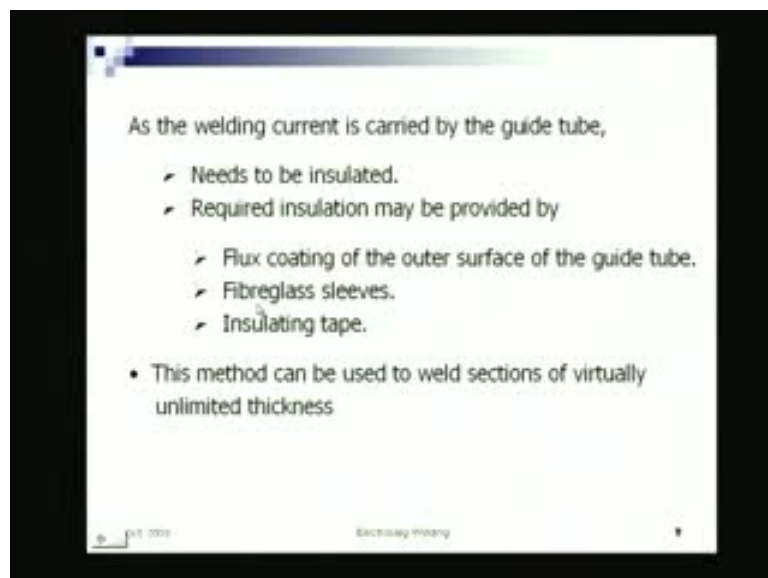 As the welding current is carried by the guide tube,
➢ Needs to be insulated.
➢ Required insulation may be provided by
➢ Flux coating of the outer surface of the guide tube.
➢ Fibreglass sleeves.
➢ Insulating tape.
• This method can be used to weld sections of virtually
unlimited thickness
Electroslag Welding